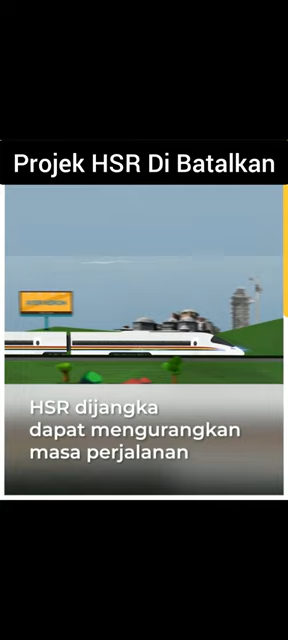 Projek HSR Di Batalkan
HSR dijangka
dapat mengurangkan
masa perjalanan